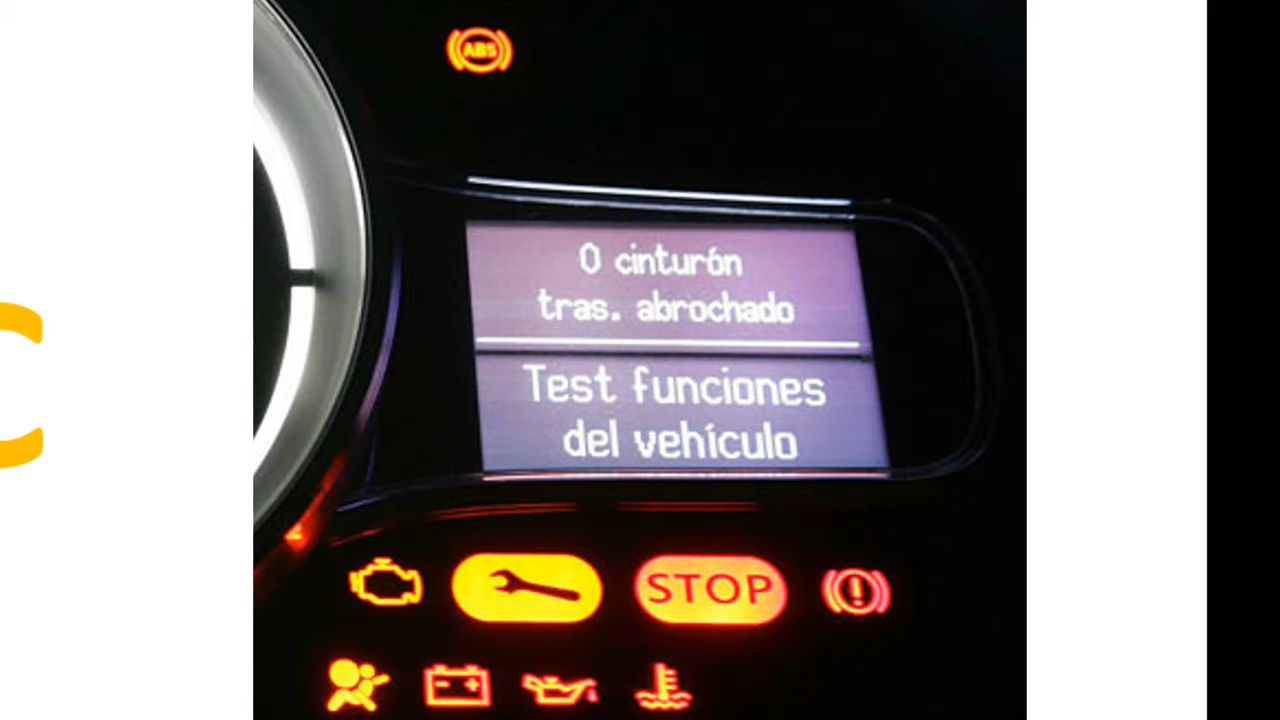 C
ABS
0 cinturón
tras. abrochado
Test funciones
del vehículo
STOP